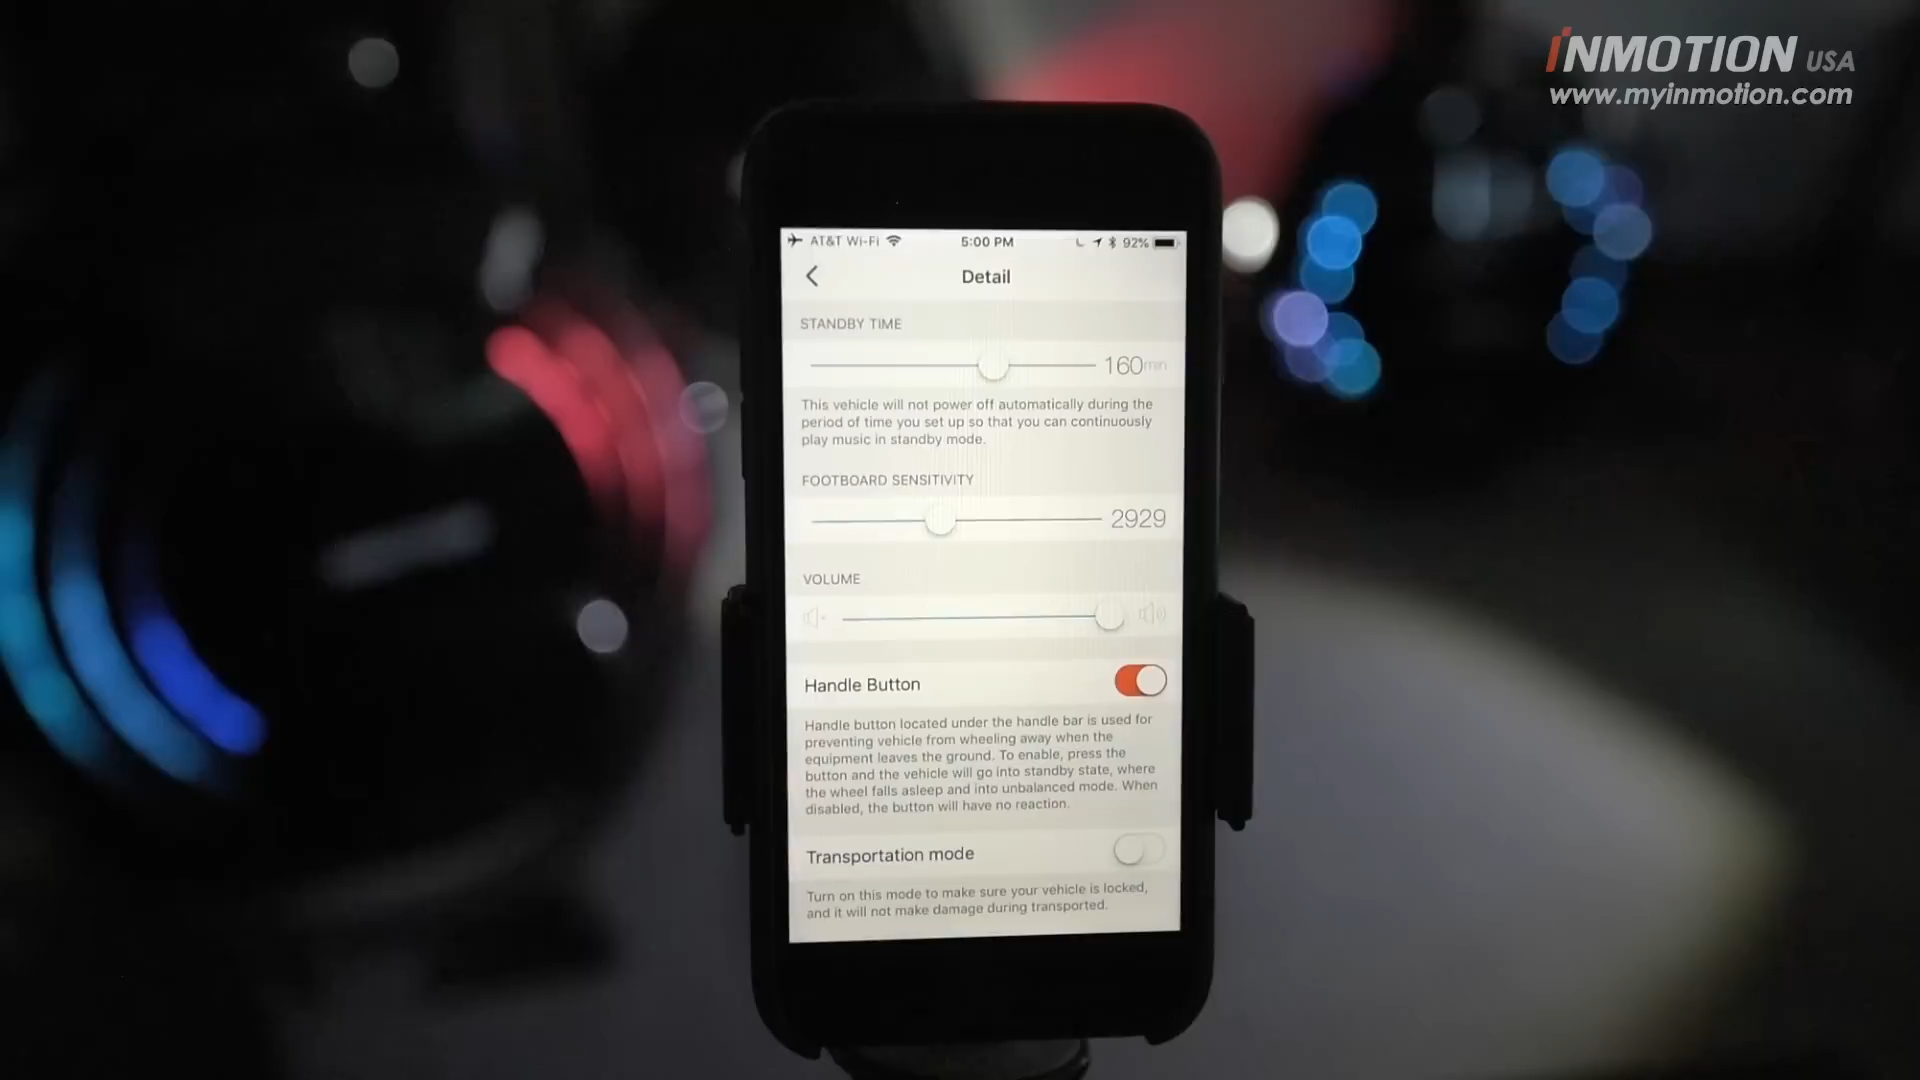 INMOTION USA
www.myinmotion.com
AT&T Wi-Fi 5:00 PM 92%
Detail
STANDBY TIME
160min
This vehicle will not power off automatically during the
period of time you set up so that you can continuously
play music in standby mode.
FOOTBOARD SENSITIVITY
2929
VOLUME
Handle Button
Handle button located under the handle bar is used for
preventing vehicle from wheeling away when the
equipment leaves the ground. To enable, press the
button and the vehicle will go into standby state, where
the wheel falls asleep and into unbalanced mode. When
disabled, the button will have no reaction.
Transportation mode
Turn on this mode to make sure your vehicle is locked,
and it will not make damage during transported.